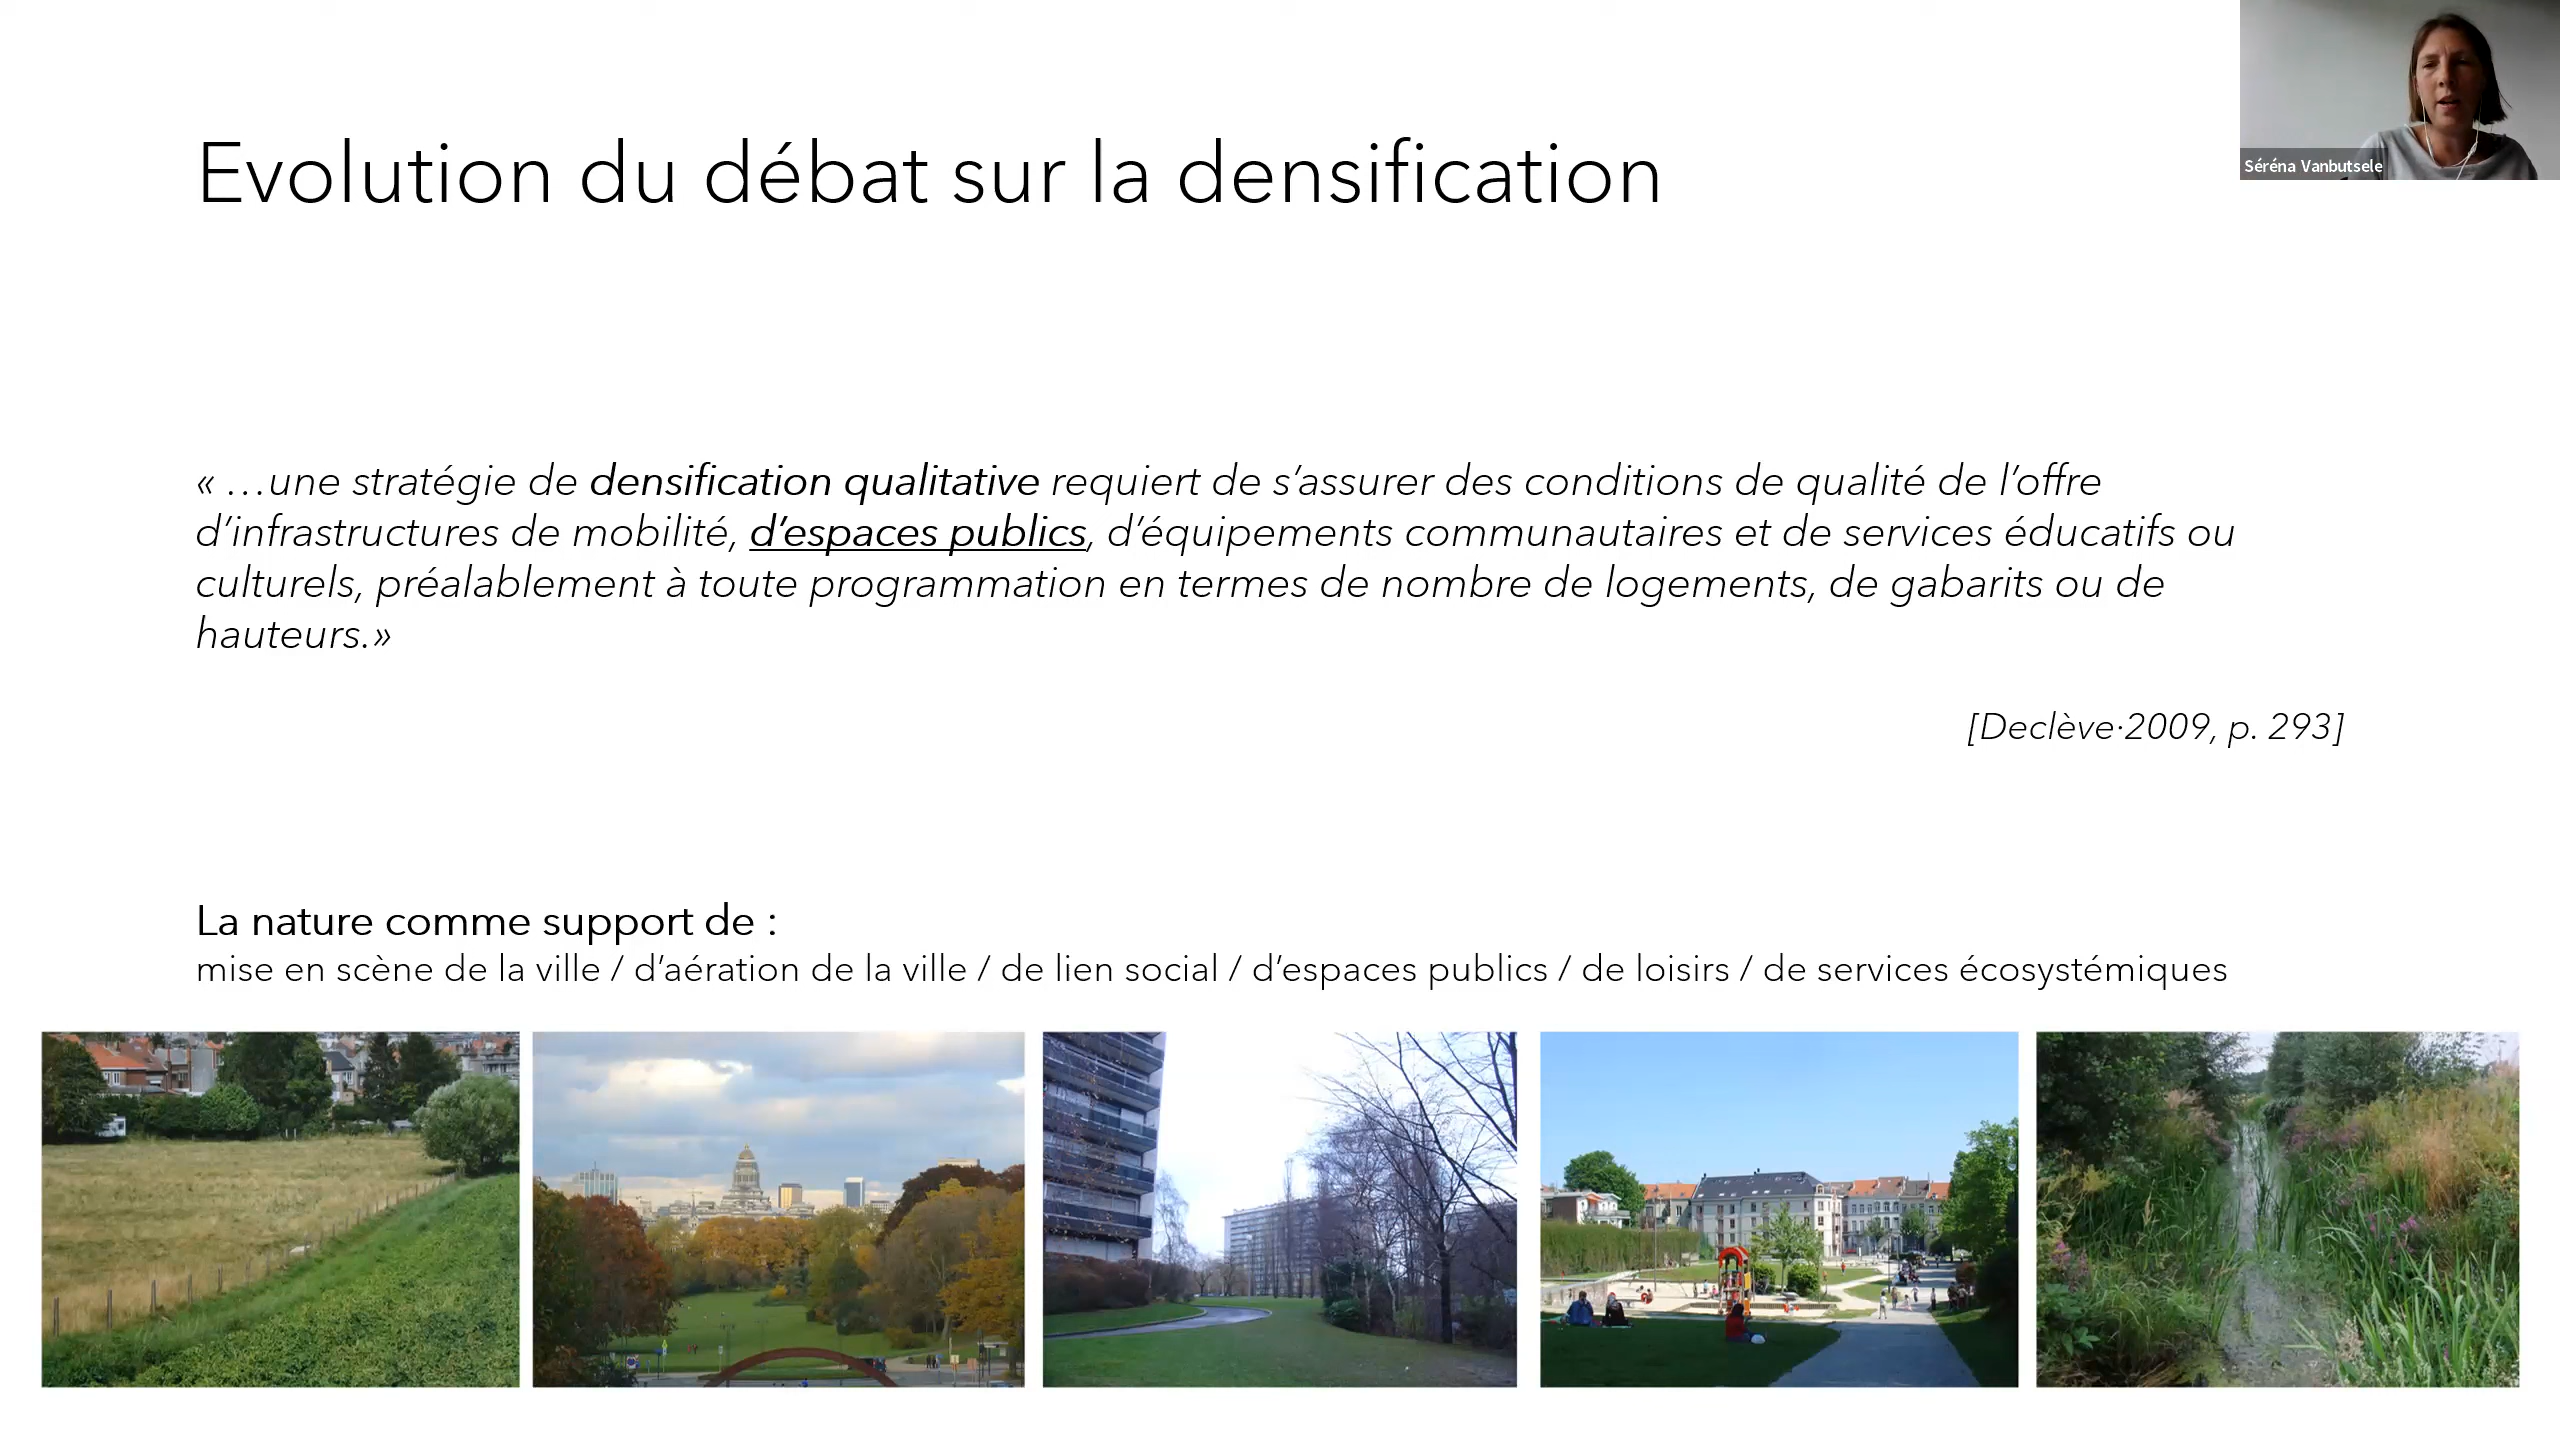 Evolution du débat sur la densification
Séréna Vanbutsele
« …une stratégie de densification qualitative requiert de s’assurer des conditions de qualité de l’offre
d’infrastructures de mobilité, d’espaces publics, d’équipements communautaires et de services éducatifs ou
culturels, préalablement à toute programmation en termes de nombre de logements, de gabarits ou de
hauteurs.»
[Declève·2009, p. 293]
La nature comme support de :
mise en scène de la ville / d’aération de la ville / de lien social / d’espaces publics / de loisirs / de services écosystémiques